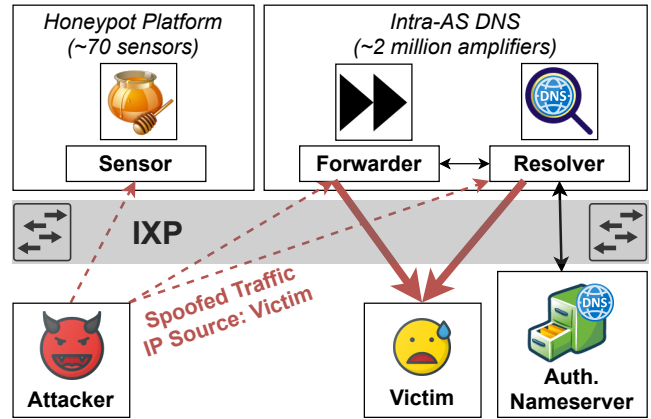 Honeypot Platform
(~70 sensors)
Intra-AS DNS
(~2 million amplifiers)
DNS
Sensor
Forwarder
Resolver
IXP
Spoofed Traffic
IP Source: Victim
DNS
Attacker
Victim
Auth.
Nameserver